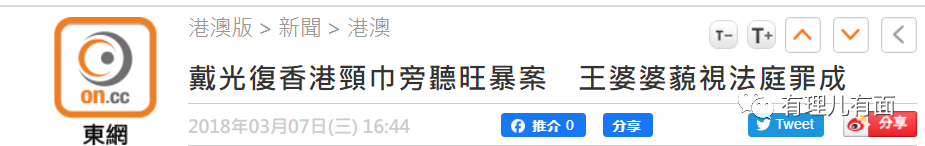 on.cc
東網
港澳版 > 新聞 > 港澳
T− T+
戴光復香港頸巾旁聽旺暴案　王婆婆藐視法庭罪成
2018年03月07日(三) 16:44
推介 0
分享
Tweet
分享
有理儿有面